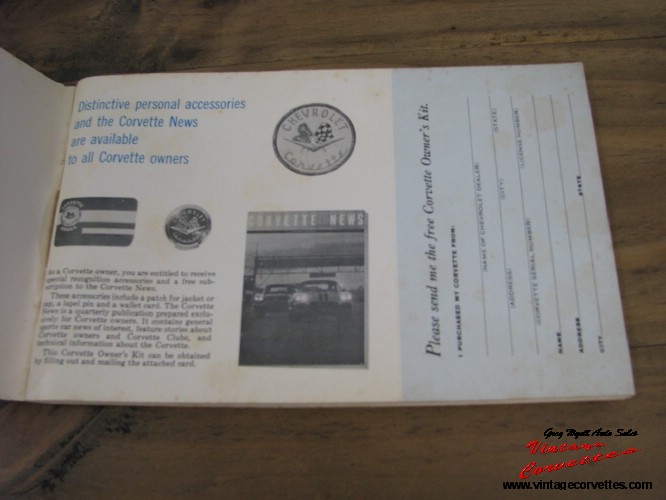 Distinctive personal accessories
and the Corvette News
are available
to all Corvette owners
CHEVROLET
Corvette
CORVETTE NEWS
As a Corvette owner, you are entitled to receive
special recognition accessories and a free sub-
scription to the Corvette News.
These accessories include a patch for jacket or
cap, a lapel pin and a wallet card. The Corvette
News is a quarterly publication prepared exclu-
sively for Corvette owners. It contains general
sports car news of interest, feature stories about
Corvette owners and Corvette Clubs, and
technical information about the Corvette.
This Corvette Owner's Kit can be obtained
by filling out and mailing the attached card.
Please send me the free Corvette Owner's Kit.
I PURCHASED MY CORVETTE FROM:
(NAME OF CHEVROLET DEALER)
(ADDRESS) (CITY) (STATE)
(CORVETTE SERIAL NUMBER) (LICENSE NUMBER)
NAME
ADDRESS
CITY STATE
Greg Wyatt Auto Sales
Vintage
Corvettes
www.vintagecorvettes.com